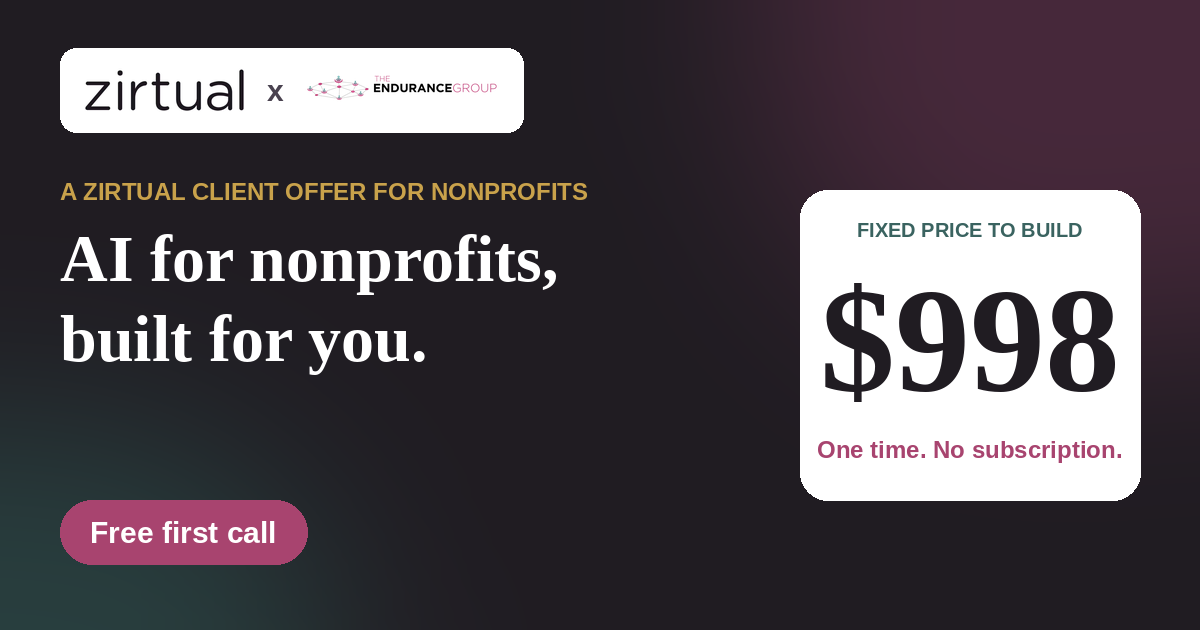 zirtual x THE ENDURANCEGROUP
A ZIRTUAL CLIENT OFFER FOR NONPROFITS
AI for nonprofits,
built for you.
Free first call
FIXED PRICE TO BUILD
$998
One time. No subscription.